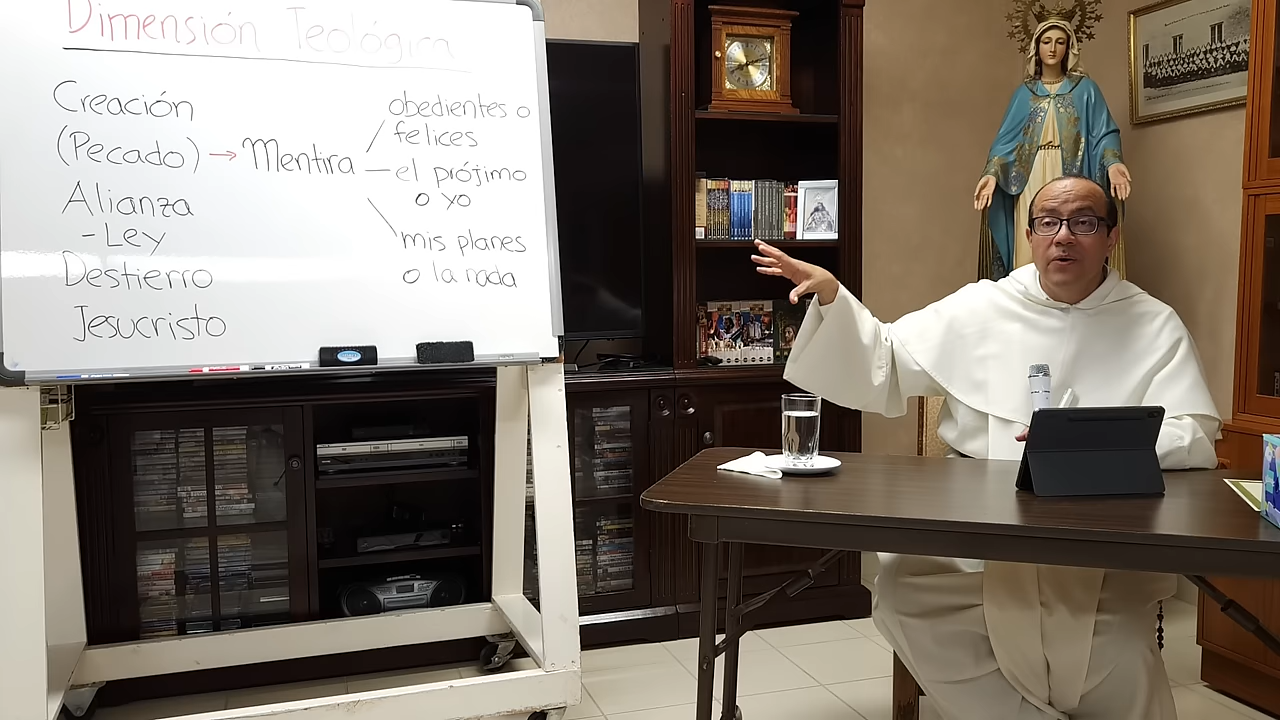 Dimensión Teológica
Creación
(Pecado) → Mentira
Alianza
- Ley
Destierro
Jesucristo
obedientes o
felices
el prójimo
o yo
mis planes
o la nada